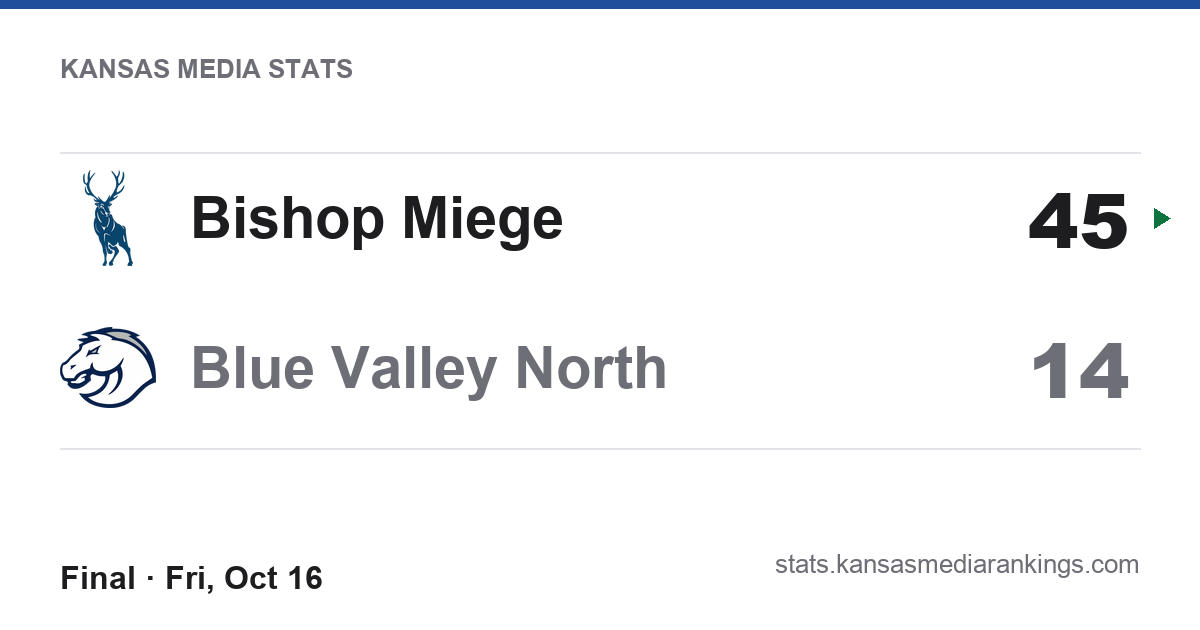 KANSAS MEDIA STATS
Bishop Miege 45
Blue Valley North 14
Final · Fri, Oct 16
stats.kansasmediarankings.com